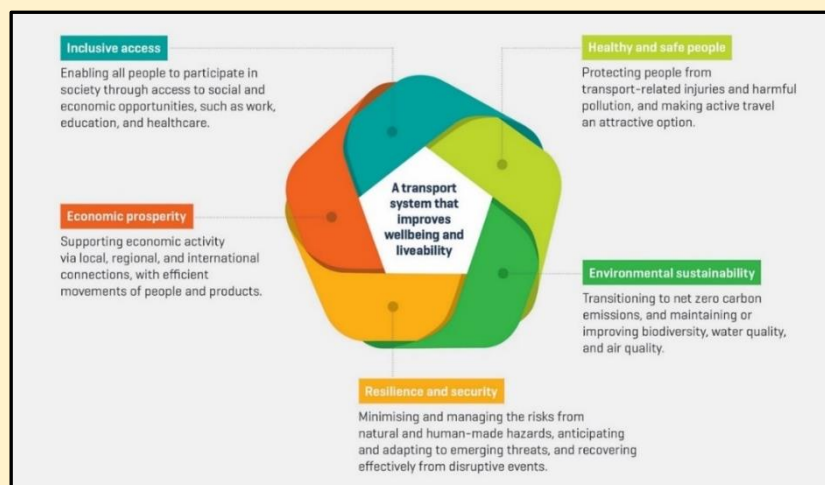 Inclusive access
Enabling all people to participate in
society through access to social and
economic opportunities, such as work,
education, and healthcare.
Healthy and safe people
Protecting people from
transport-related injuries and harmful
pollution, and making active travel
an attractive option.
A transport
system that
improves
wellbeing and
liveability
Economic prosperity
Supporting economic activity
via local, regional, and international
connections, with efficient
movements of people and products.
Environmental sustainability
Transitioning to net zero carbon
emissions, and maintaining or
improving biodiversity, water quality,
and air quality.
Resilience and security
Minimising and managing the risks from
natural and human-made hazards, anticipating
and adapting to emerging threats, and recovering
effectively from disruptive events.